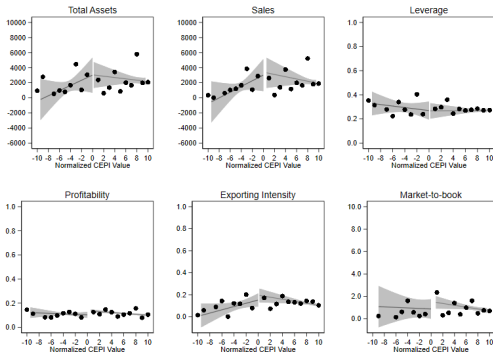 Total Assets
Sales
Leverage
10000
8000
6000
4000
2000
0
-2000
-4000
-6000
-10 -8 -6 -4 -2 0 2 4 6 8 10
Normalized CEPI Value
10000
8000
6000
4000
2000
0
-2000
-4000
-6000
-10 -8 -6 -4 -2 0 2 4 6 8 10
Normalized CEPI Value
1.0
0.8
0.6
0.4
0.2
0.0
-10 -8 -6 -4 -2 0 2 4 6 8 10
Normalized CEPI Value
Profitability
Exporting Intensity
Market-to-book
1.0
0.8
0.6
0.4
0.2
0.0
-10 -8 -6 -4 -2 0 2 4 6 8 10
Normalized CEPI Value
1.0
0.8
0.6
0.4
0.2
0.0
-10 -8 -6 -4 -2 0 2 4 6 8 10
Normalized CEPI Value
10.0
8.0
6.0
4.0
2.0
0.0
-10 -8 -6 -4 -2 0 2 4 6 8 10
Normalized CEPI Value